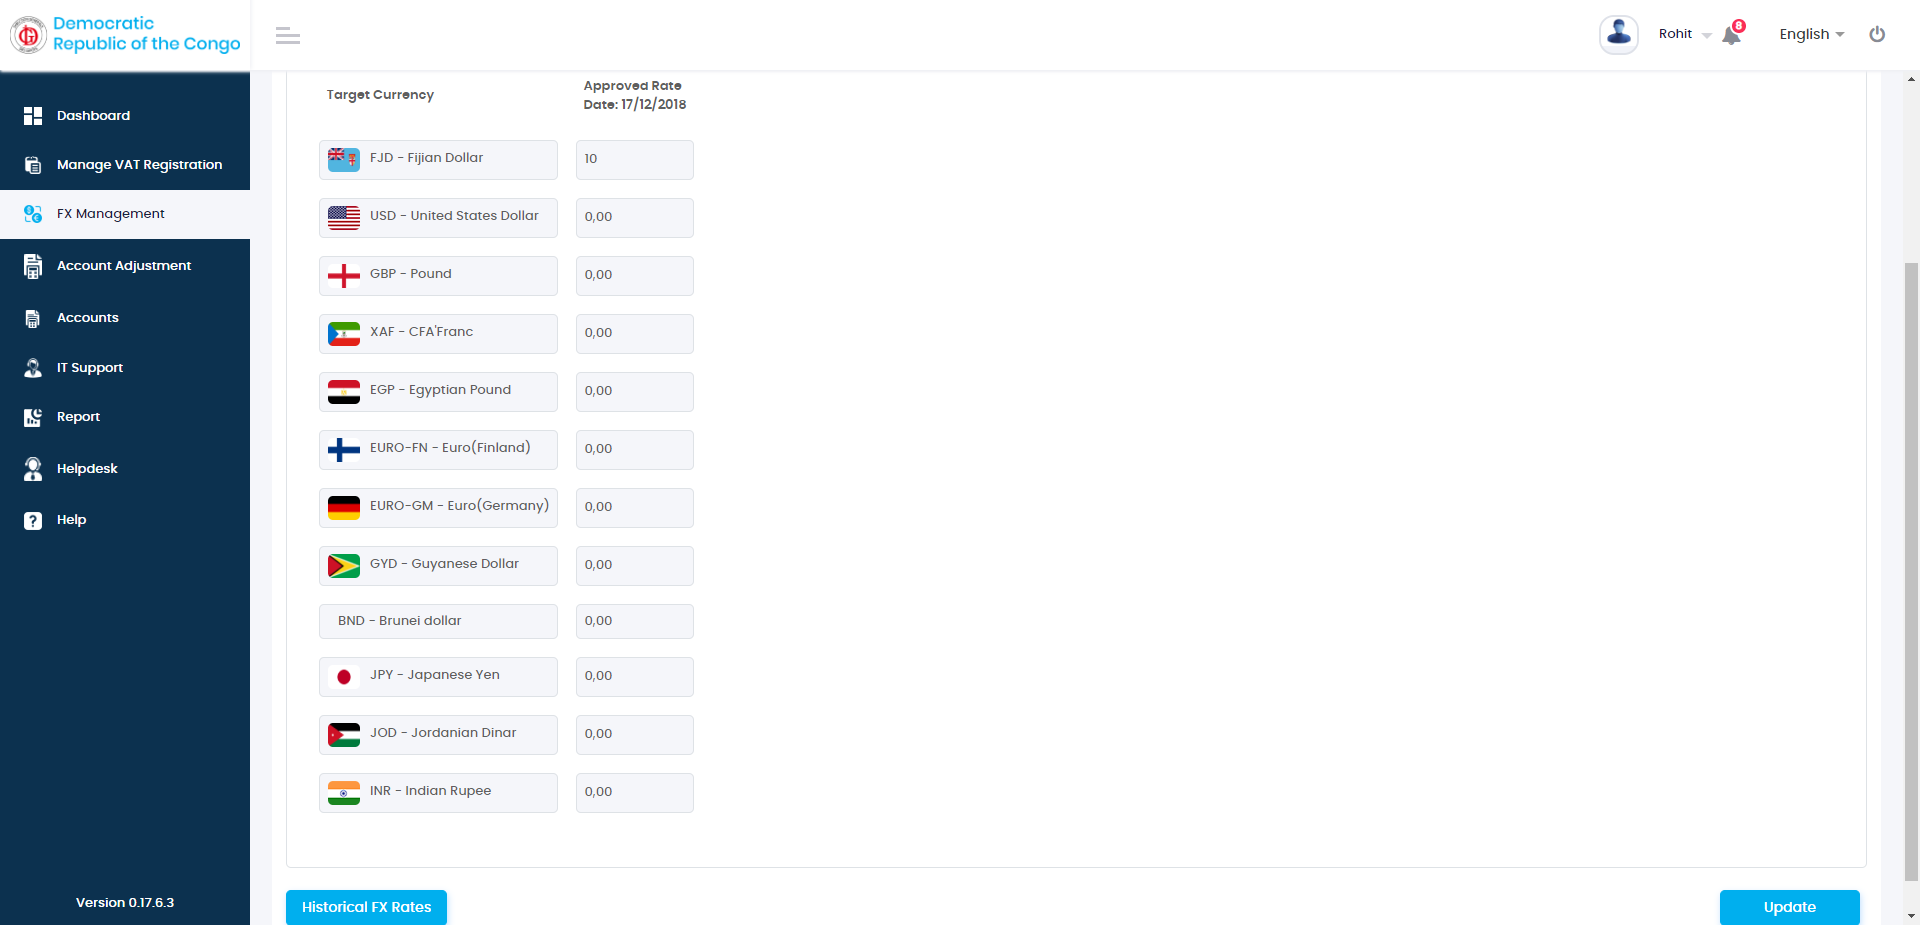 Democratic
Republic of the Congo
Rohit
8
English
Dashboard
Manage VAT Registration
FX Management
Account Adjustment
Accounts
IT Support
Report
Helpdesk
Help
Version 0.17.6.3
Target Currency
Approved Rate
Date: 17/12/2018
FJD - Fijian Dollar
10
USD - United States Dollar
0,00
GBP - Pound
0,00
XAF - CFA'Franc
0,00
EGP - Egyptian Pound
0,00
EURO-FN - Euro(Finland)
0,00
EURO-GM - Euro(Germany)
0,00
GYD - Guyanese Dollar
0,00
BND - Brunei dollar
0,00
JPY - Japanese Yen
0,00
JOD - Jordanian Dinar
0,00
INR - Indian Rupee
0,00
Historical FX Rates
Update